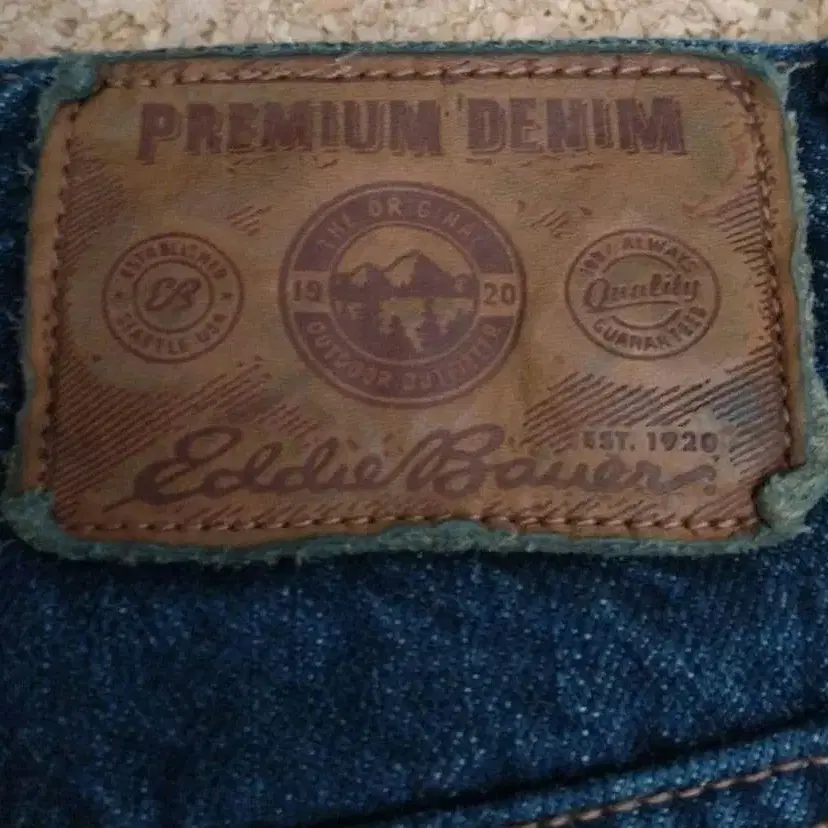 PREMIUM DENIM
THE ORIGINAL
19 20
OUTDOOR OUTFITTER
ESTABLISHED
EB
SEATTLE USA
100% ALWAYS
Quality
GUARANTEED
EST. 1920
Eddie Bauer